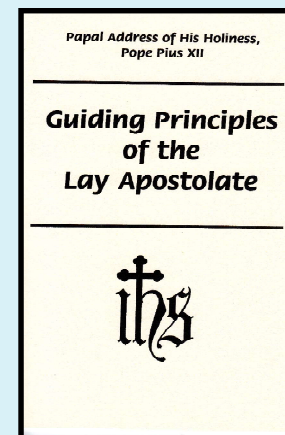 Papal Address of His Holiness,
Pope Pius XII
Guiding Principles
of the
Lay Apostolate
ihs